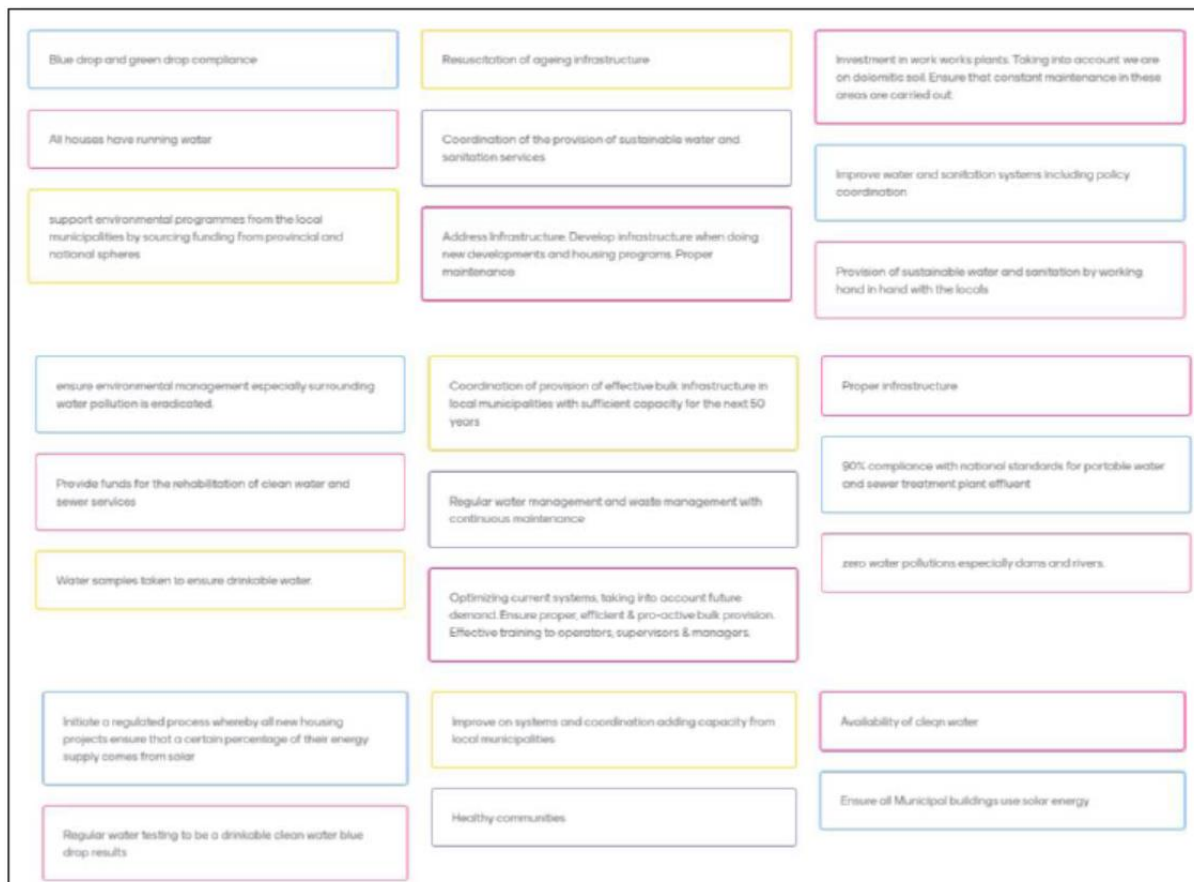 Blue drop and green drop compliance
All houses have running water
support environmental programmes from the local
municipalities by sourcing funding from provincial and
national spheres
Resuscitation of ageing infrastructure
Coordination of the provision of sustainable water and
sanitation services
Address Infrastructure. Develop infrastructure when doing
new developments and housing programs. Proper
maintenance
Investment in work works plants. Taking into account we are
on dolomitic soil. Ensure that constant maintenance in these
areas are carried out.
Improve water and sanitation systems including policy
coordination
Provision of sustainable water and sanitation by working
hand in hand with the locals
ensure environmental management especially surrounding
water pollution is eradicated.
Provide funds for the rehabilitation of clean water and
sewer services
Water samples taken to ensure drinkable water.
Coordination of provision of effective bulk infrastructure in
local municipalities with sufficient capacity for the next 50
years
Regular water management and waste management with
continuous maintenance
Optimizing current systems, taking into account future
demand. Ensure proper, efficient & pro-active bulk provision.
Effective training to operators, supervisors & managers.
Proper infrastructure
90% compliance with national standards for portable water
and sewer treatment plant effluent
zero water pollutions especially dams and rivers.
Initiate a regulated process whereby all new housing
projects ensure that a certain percentage of their energy
supply comes from solar
Regular water testing to be a drinkable clean water blue
drop results
Improve on systems and coordination adding capacity from
local municipalities
Healthy communities
Availability of clean water
Ensure all Municipal buildings use solar energy